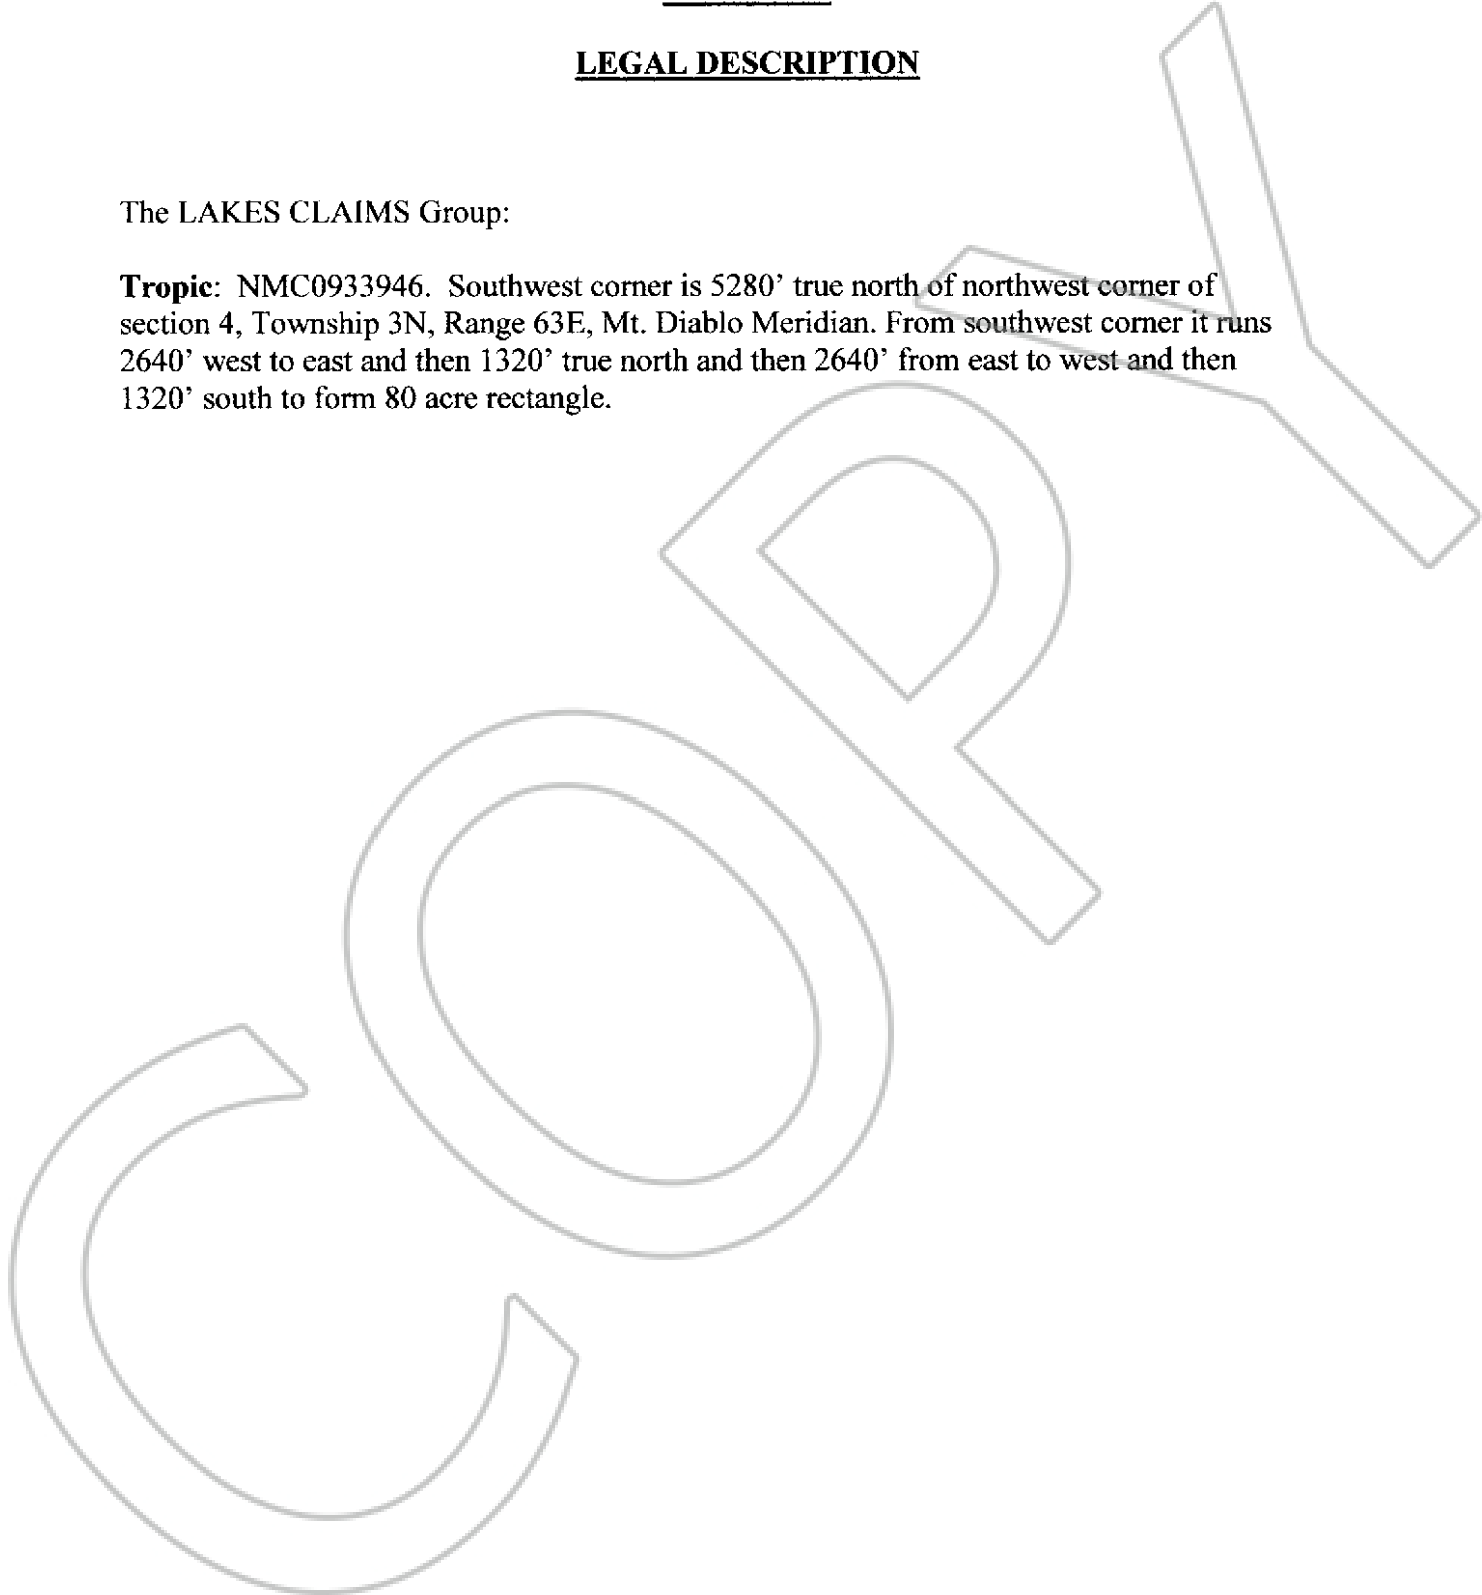 LEGAL DESCRIPTION
The LAKES CLAIMS Group:
Tropic: NMC0933946. Southwest corner is 5280' true north of northwest corner of
section 4, Township 3N, Range 63E, Mt. Diablo Meridian. From southwest corner it runs
2640' west to east and then 1320' true north and then 2640' from east to west and then
1320' south to form 80 acre rectangle.
COPY